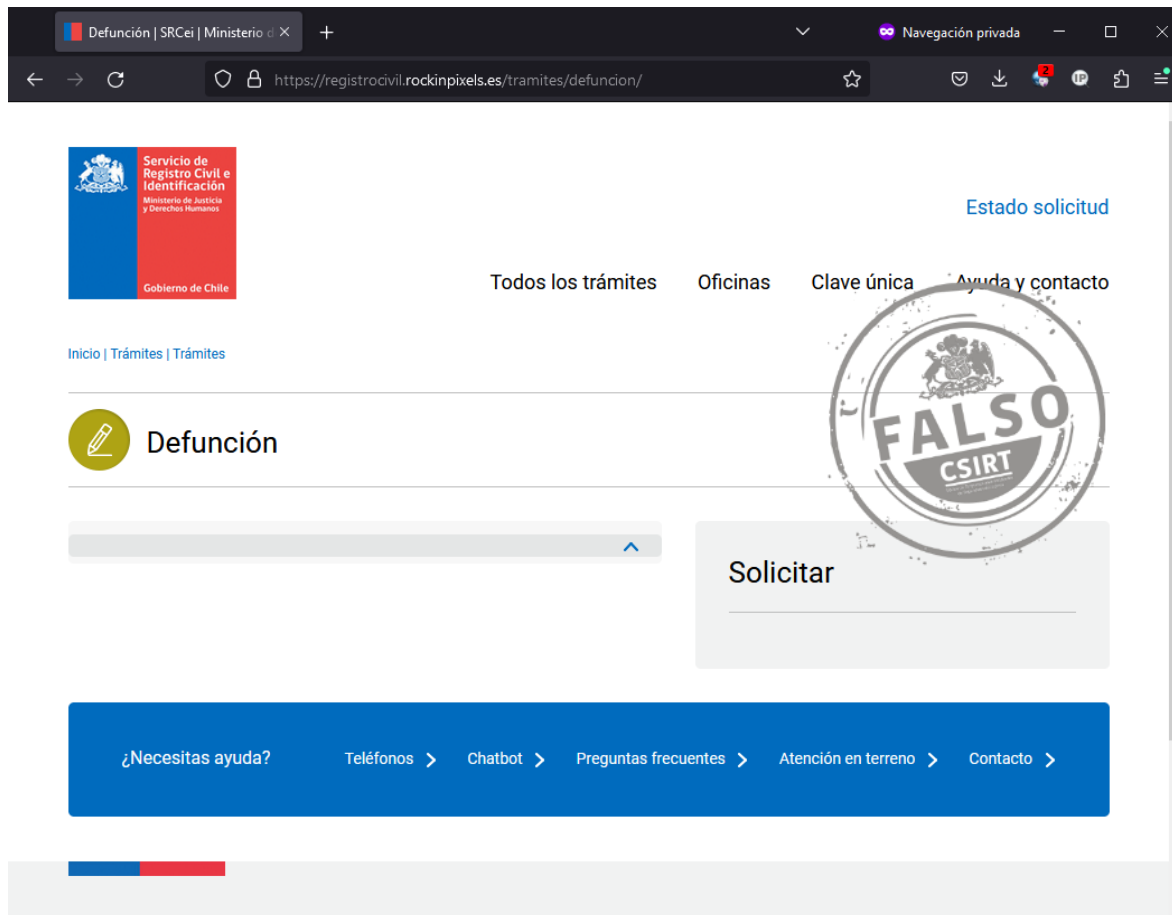 Defunción | SRCei | Ministerio d
Navegación privada
https://registrocivil.rockinpixels.es/tramites/defuncion/
2
IP
Servicio de
Registro Civil e
Identificación
Ministerio de Justicia
y Derechos Humanos
Gobierno de Chile
Estado solicitud
Todos los trámites
Oficinas
Clave única
Ayuda y contacto
Inicio | Trámites | Trámites
FALSO
CSIRT
Defunción
Solicitar
¿Necesitas ayuda?
Teléfonos
Chatbot
Preguntas frecuentes
Atención en terreno
Contacto